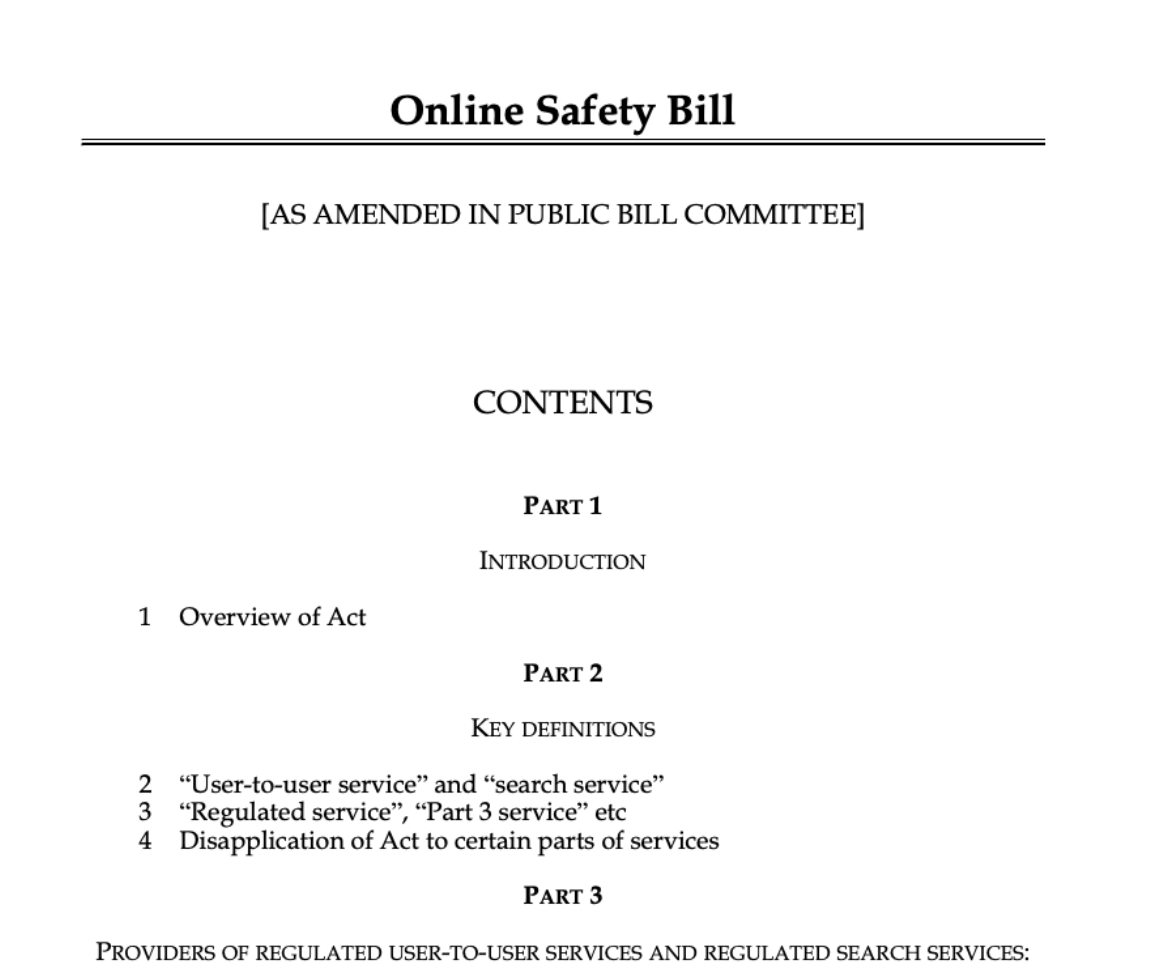 Online Safety Bill
[AS AMENDED IN PUBLIC BILL COMMITTEE]
CONTENTS
PART 1
INTRODUCTION
1 Overview of Act
PART 2
KEY DEFINITIONS
2 “User-to-user service” and “search service”
3 “Regulated service”, “Part 3 service” etc
4 Disapplication of Act to certain parts of services
PART 3
PROVIDERS OF REGULATED USER-TO-USER SERVICES AND REGULATED SEARCH SERVICES: